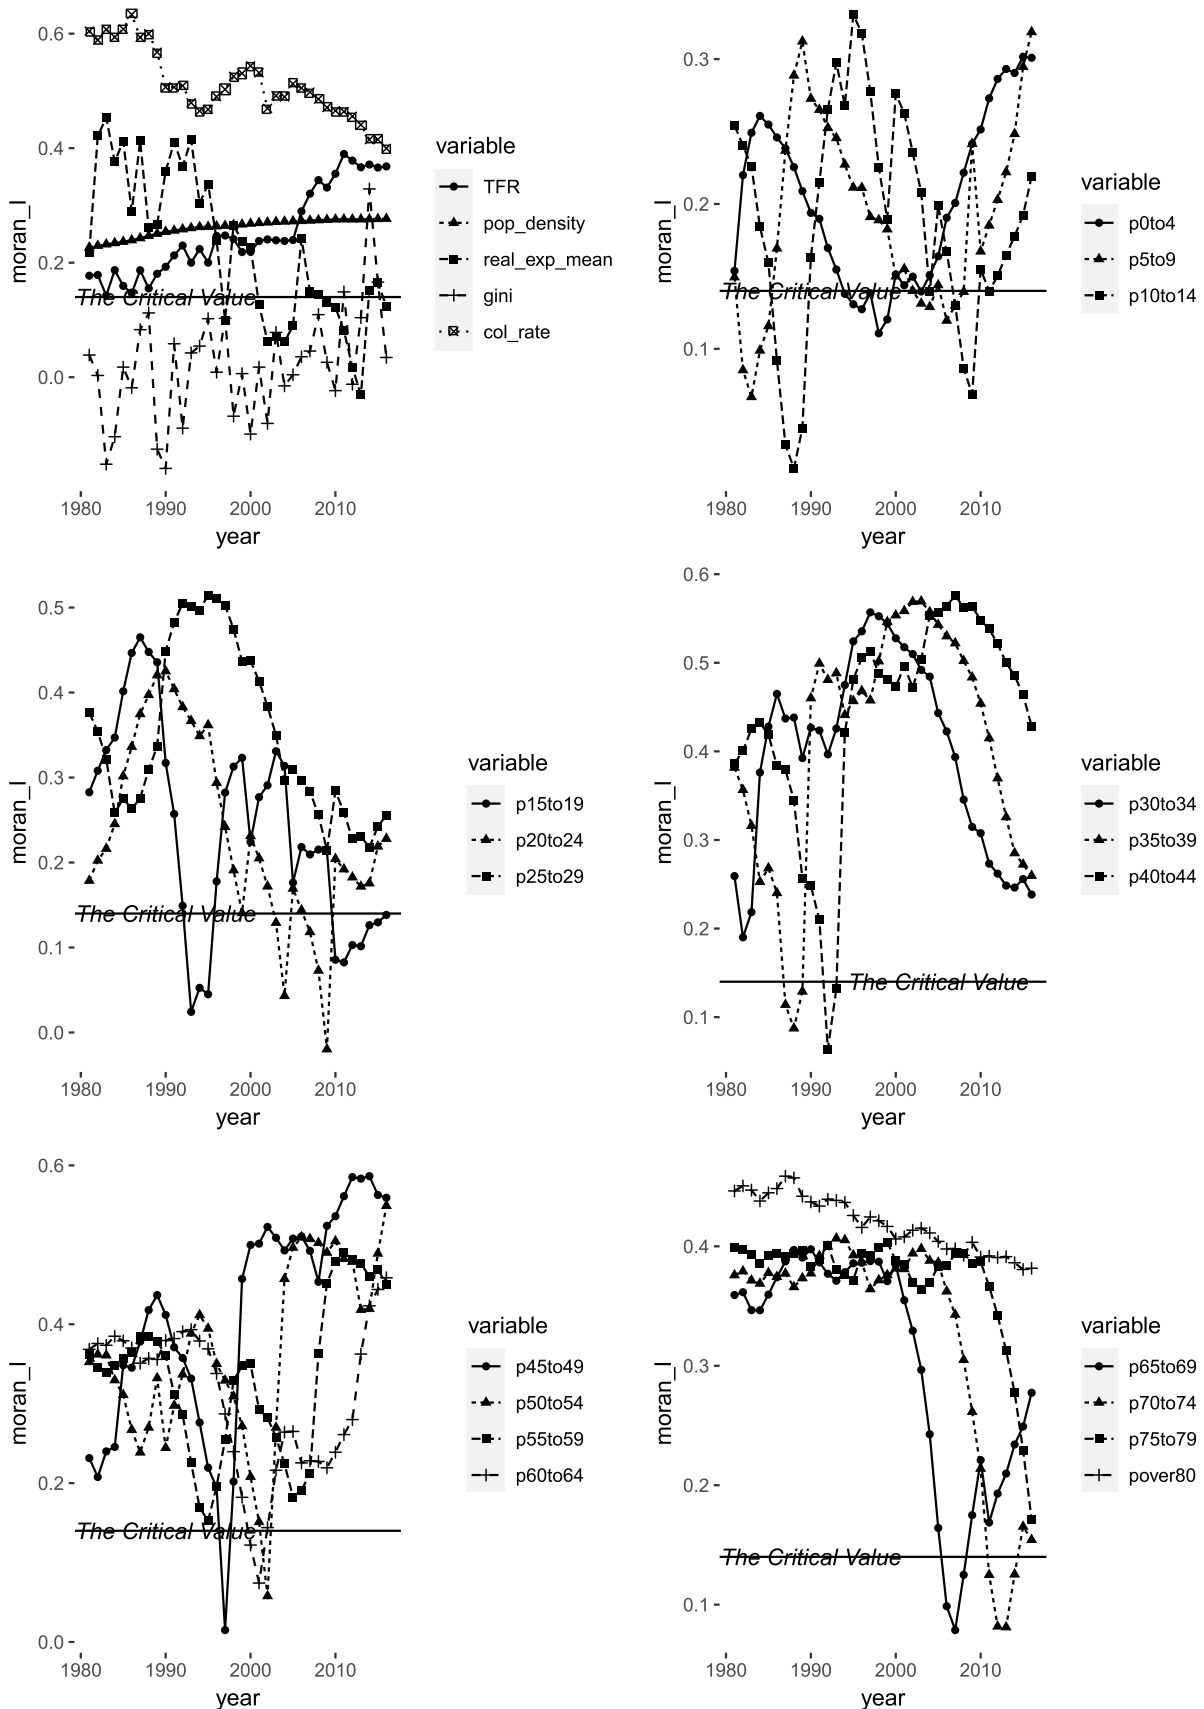 moran_I
0.6
0.4
0.2
0.0
The Critical Value
1980
1990
2000
2010
year
variable
TFR
pop_density
real_exp_mean
gini
col_rate
moran_I
0.3
0.2
0.1
The Critical Value
1980
1990
2000
2010
year
variable
p0to4
p5to9
p10to14
moran_I
0.5
0.4
0.3
0.2
0.1
0.0
The Critical Value
1980
1990
2000
2010
year
variable
p15to19
p20to24
p25to29
moran_I
0.6
0.5
0.4
0.3
0.2
0.1
The Critical Value
1980
1990
2000
2010
year
variable
p30to34
p35to39
p40to44
moran_I
0.6
0.4
0.2
0.0
The Critical Value
1980
1990
2000
2010
year
variable
p45to49
p50to54
p55to59
p60to64
moran_I
0.4
0.3
0.2
0.1
The Critical Value
1980
1990
2000
2010
year
variable
p65to69
p70to74
p75to79
pover80